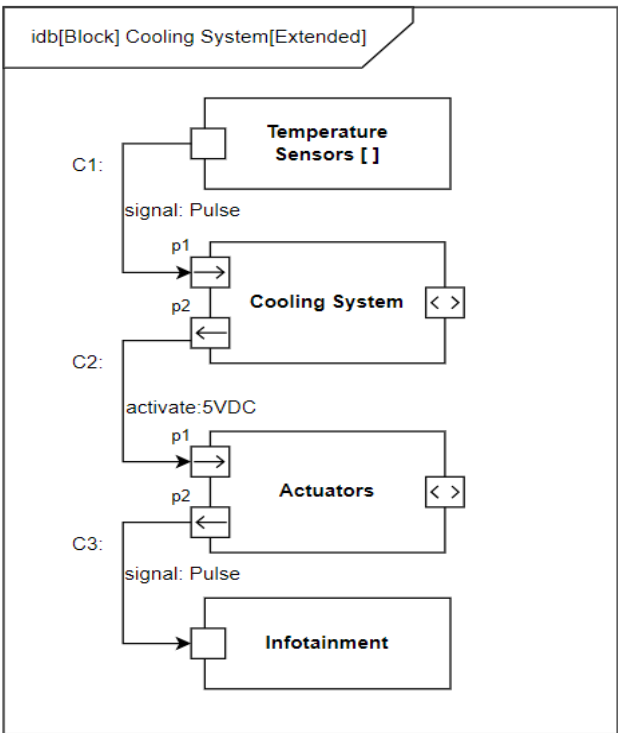 idb[Block] Cooling System[Extended]
Temperature
Sensors [ ]
C1:
signal: Pulse
p1
Cooling System
< >
p2
C2:
activate:5VDC
p1
Actuators
< >
p2
C3:
signal: Pulse
Infotainment